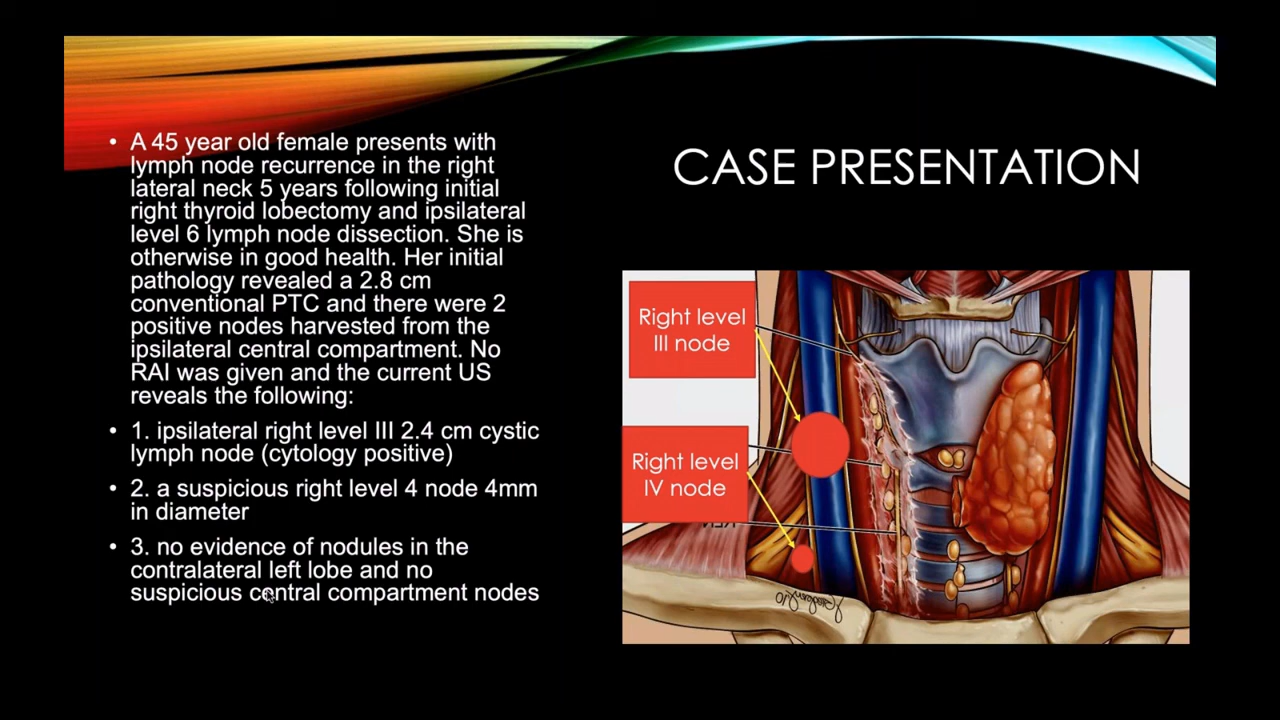 • A 45 year old female presents with
lymph node recurrence in the right
lateral neck 5 years following initial
right thyroid lobectomy and ipsilateral
level 6 lymph node dissection. She is
otherwise in good health. Her initial
pathology revealed a 2.8 cm
conventional PTC and there were 2
positive nodes harvested from the
ipsilateral central compartment. No
RAI was given and the current US
reveals the following:
• 1. ipsilateral right level III 2.4 cm cystic
lymph node (cytology positive)
• 2. a suspicious right level 4 node 4mm
in diameter
• 3. no evidence of nodules in the
contralateral left lobe and no
suspicious central compartment nodes
CASE PRESENTATION
Right level
III node
Right level
IV node